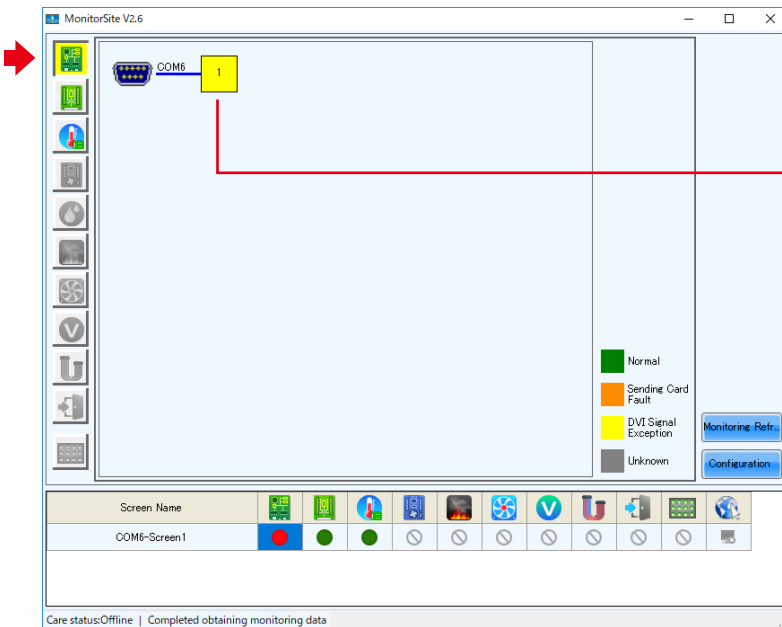 MonitorSite V2.6
COM6
1
Normal
Sending Card
Fault
DVI Signal
Exception
Unknown
Monitoring Refr...
Configuration
Screen Name
COM6-Screen1
Care status:Offline | Completed obtaining monitoring data